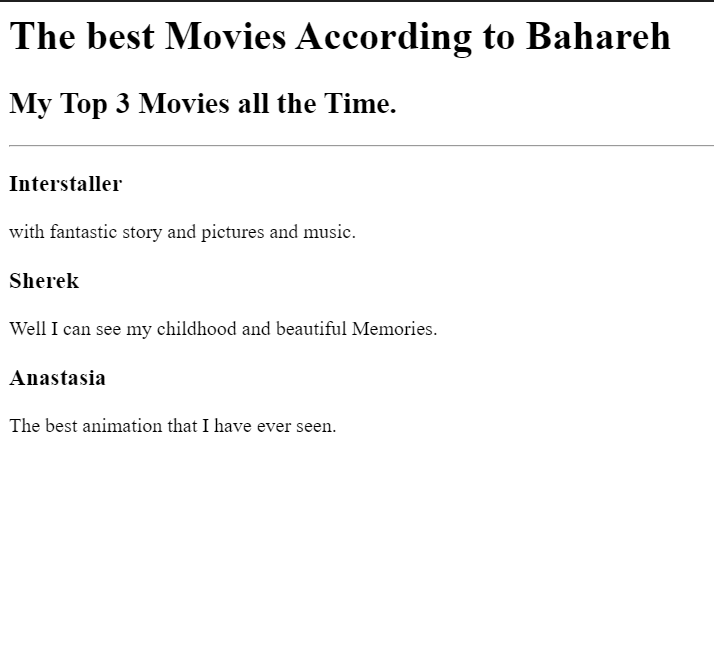 The best Movies According to Bahareh
My Top 3 Movies all the Time.
Interstaller
with fantastic story and pictures and music.
Sherek
Well I can see my childhood and beautiful Memories.
Anastasia
The best animation that I have ever seen.